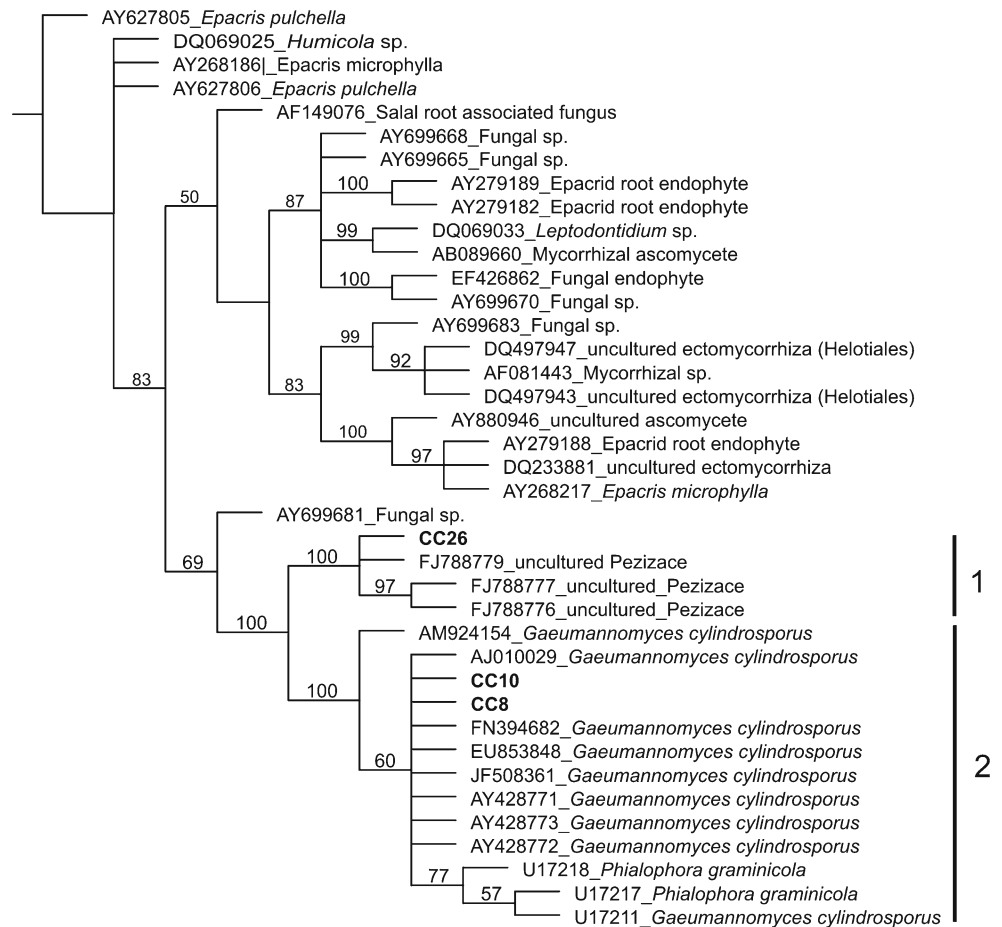 AY627805_Epacris pulchella
DQ069025_Humicola sp.
AY268186|_Epacris microphylla
AY627806_Epacris pulchella
AF149076_Salal root associated fungus
AY699668_Fungal sp.
AY699665_Fungal sp.
50
100
AY279189_Epacrid root endophyte
87
AY279182_Epacrid root endophyte
99
DQ069033_Leptodontidium sp.
AB089660_Mycorrhizal ascomycete
100
EF426862_Fungal endophyte
AY699670_Fungal sp.
99
AY699683_Fungal sp.
DQ497947_uncultured ectomycorrhiza (Helotiales)
92
AF081443_Mycorrhizal sp.
83
83
DQ497943_uncultured ectomycorrhiza (Helotiales)
100
AY880946_uncultured ascomycete
AY279188_Epacrid root endophyte
97
DQ233881_uncultured ectomycorrhiza
AY268217_Epacris microphylla
AY699681_Fungal sp.
CC26
69
100
FJ788779_uncultured Pezizace
97
FJ788777_uncultured_Pezizace
1
FJ788776_uncultured_Pezizace
100
AM924154_Gaeumannomyces cylindrosporus
AJ010029_Gaeumannomyces cylindrosporus
CC10
100
CC8
FN394682_Gaeumannomyces cylindrosporus
EU853848_Gaeumannomyces cylindrosporus
60
2
JF508361_Gaeumannomyces cylindrosporus
AY428771_Gaeumannomyces cylindrosporus
AY428773_Gaeumannomyces cylindrosporus
AY428772_Gaeumannomyces cylindrosporus
77
U17218_Phialophora graminicola
57
U17217_Phialophora graminicola
U17211_Gaeumannomyces cylindrosporus